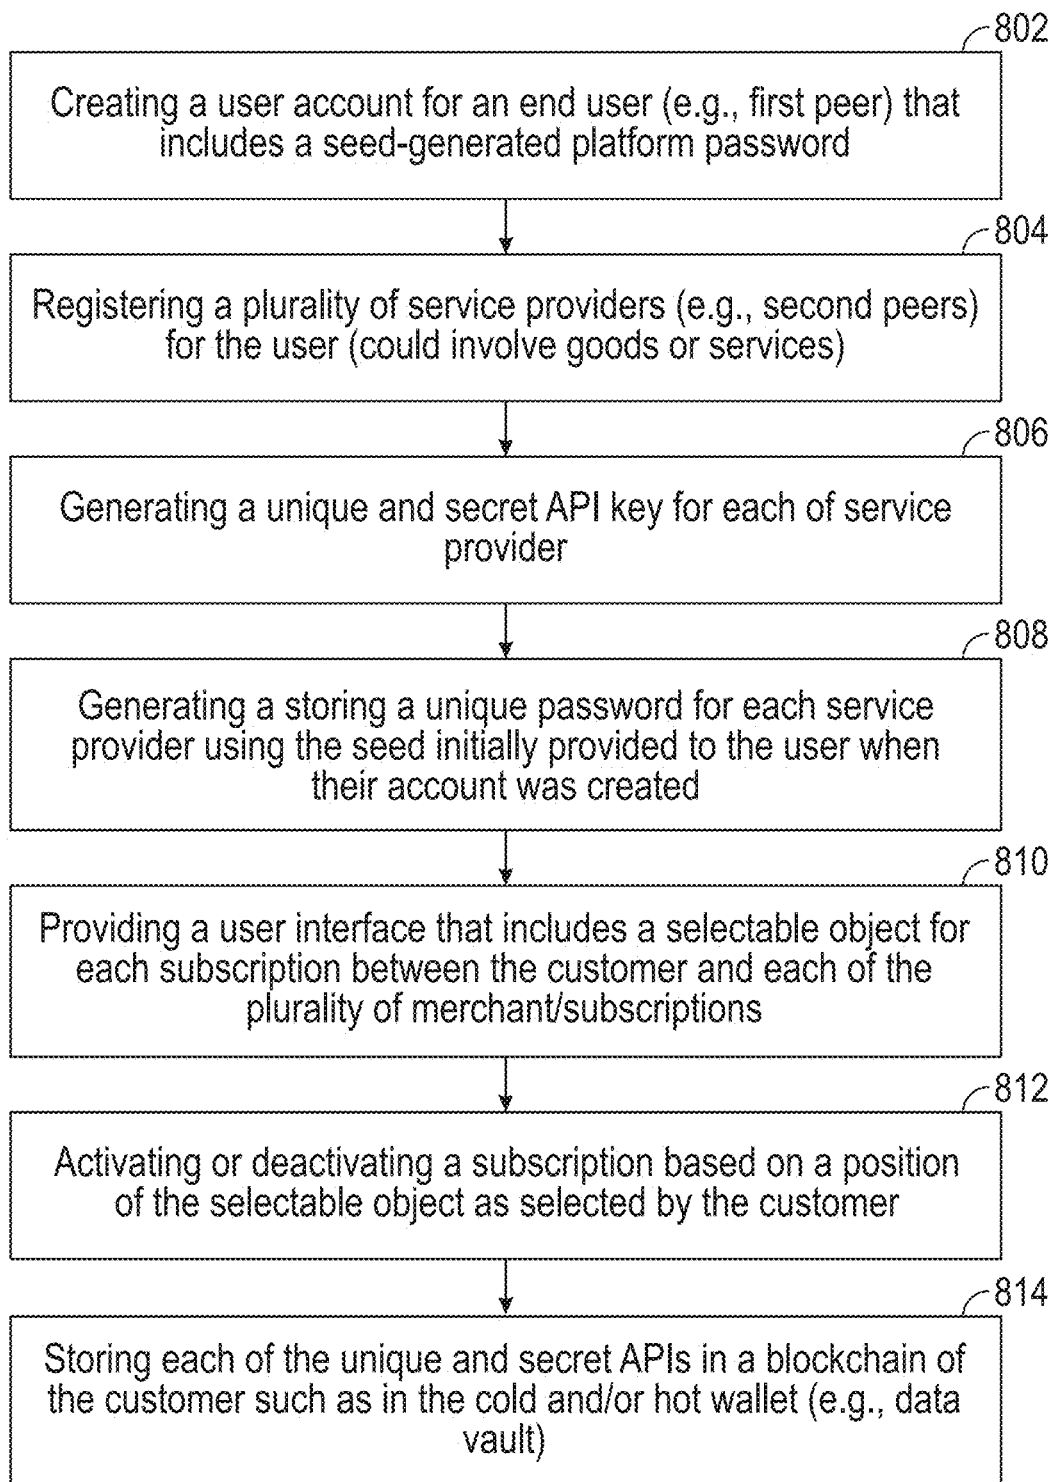 802
Creating a user account for an end user (e.g., first peer) that
includes a seed-generated platform password
804
Registering a plurality of service providers (e.g., second peers)
for the user (could involve goods or services)
806
Generating a unique and secret API key for each of service
provider
808
Generating a storing a unique password for each service
provider using the seed initially provided to the user when
their account was created
810
Providing a user interface that includes a selectable object for
each subscription between the customer and each of the
plurality of merchant/subscriptions
812
Activating or deactivating a subscription based on a position
of the selectable object as selected by the customer
814
Storing each of the unique and secret APIs in a blockchain of
the customer such as in the cold and/or hot wallet (e.g., data
vault)